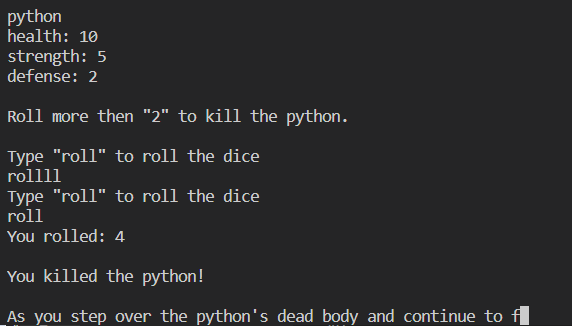 python
health: 10
strength: 5
defense: 2
Roll more then "2" to kill the python.
Type "roll" to roll the dice
rollll
Type "roll" to roll the dice
roll
You rolled: 4
You killed the python!
As you step over the python's dead body and continue to f